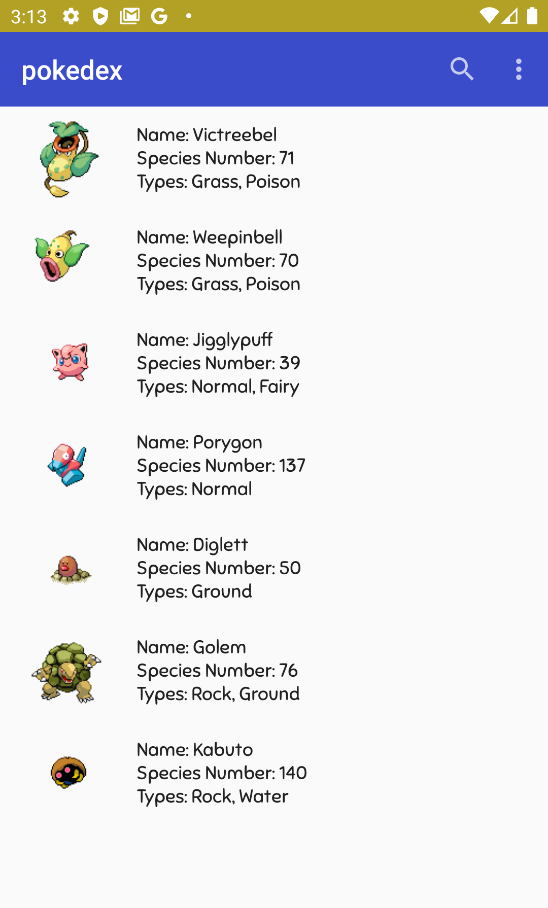 3:13
pokedex
Name: Victreebel
Species Number: 71
Types: Grass, Poison
Name: Weepinbell
Species Number: 70
Types: Grass, Poison
Name: Jigglypuff
Species Number: 39
Types: Normal, Fairy
Name: Porygon
Species Number: 137
Types: Normal
Name: Diglett
Species Number: 50
Types: Ground
Name: Golem
Species Number: 76
Types: Rock, Ground
Name: Kabuto
Species Number: 140
Types: Rock, Water